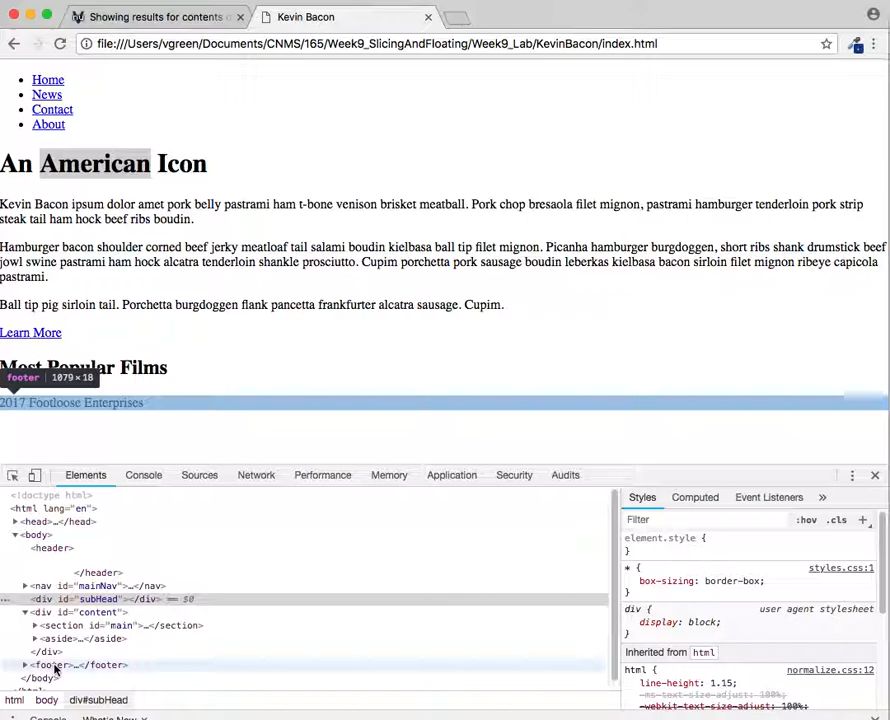 Showing results for contents o
Kevin Bacon
file:///Users/vgreen/Documents/CNMS/165/Week9_SlicingAndFloating/Week9_Lab/KevinBacon/index.html
Home
News
Contact
About
An American Icon
Kevin Bacon ipsum dolor amet pork belly pastrami ham t-bone venison brisket meatball. Pork chop bresaola filet mignon, pastrami hamburger tenderloin pork strip
steak tail ham hock beef ribs boudin.
Hamburger bacon shoulder corned beef jerky meatloaf tail salami boudin kielbasa ball tip filet mignon. Picanha hamburger burgdoggen, short ribs shank drumstick beef
jowl swine pastrami ham hock alcatra tenderloin shankle prosciutto. Cupim porchetta pork sausage boudin leberkas kielbasa bacon sirloin filet mignon ribeye capicola
pastrami.
Ball tip pig sirloin tail. Porchetta burgdoggen flank pancetta frankfurter alcatra sausage. Cupim.
Learn More
Most Popular Films
footer | 1079×18
2017 Footloose Enterprises
Elements Console Sources Network Performance Memory Application Security Audits
<!doctype html>
<html lang="en">
<head>…</head>
<body>
<header>
</header>
<nav id="mainNav">…</nav>
<div id="subHead"></div> == $0
<div id="content">
<section id="main">…</section>
<aside>…</aside>
</div>
<footer>…</footer>
</body>
html body div#subHead
Console What's New
Styles Computed Event Listeners »
Filter :hov .cls +
element.style {
}
* { styles.css:1
box-sizing: border-box;
}
div { user agent stylesheet
display: block;
}
Inherited from html
html { normalize.css:12
line-height: 1.15;
-ms-text-size-adjust: 100%;
-webkit-text-size-adjust: 100%;